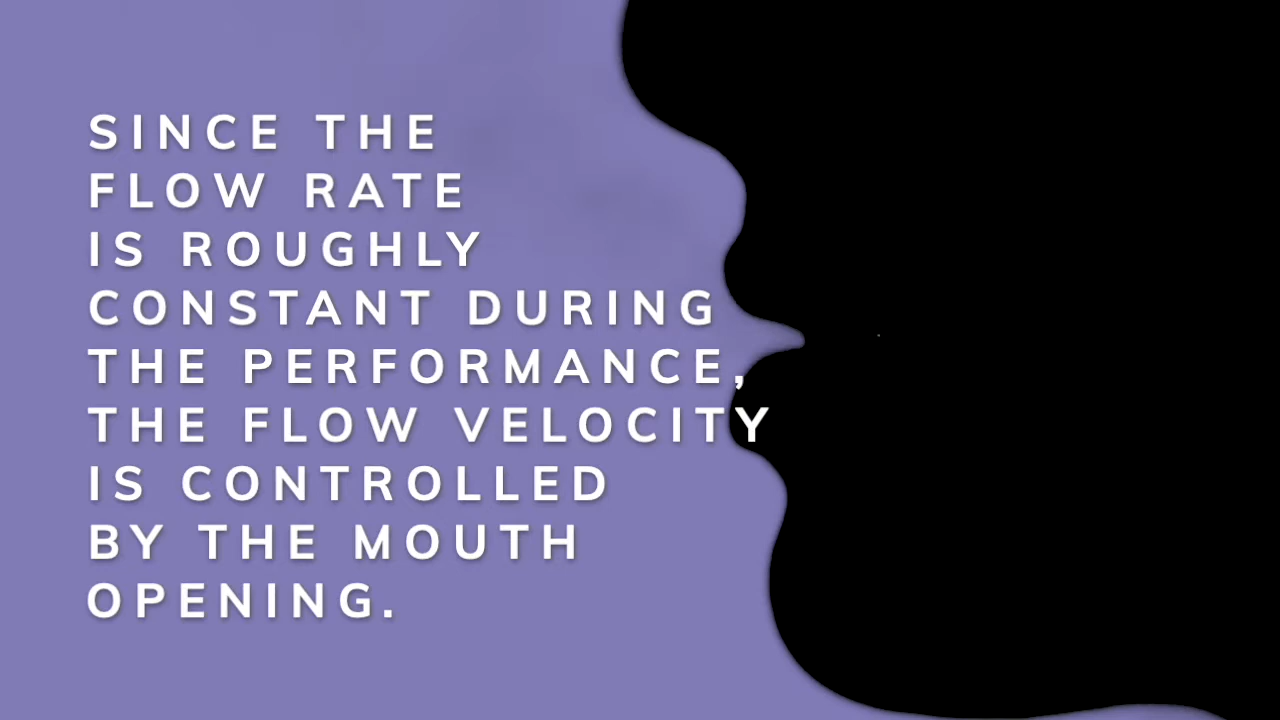 SINCE THE
FLOW RATE
IS ROUGHLY
CONSTANT DURING
THE PERFORMANCE,
THE FLOW VELOCITY
IS CONTROLLED
BY THE MOUTH
OPENING.